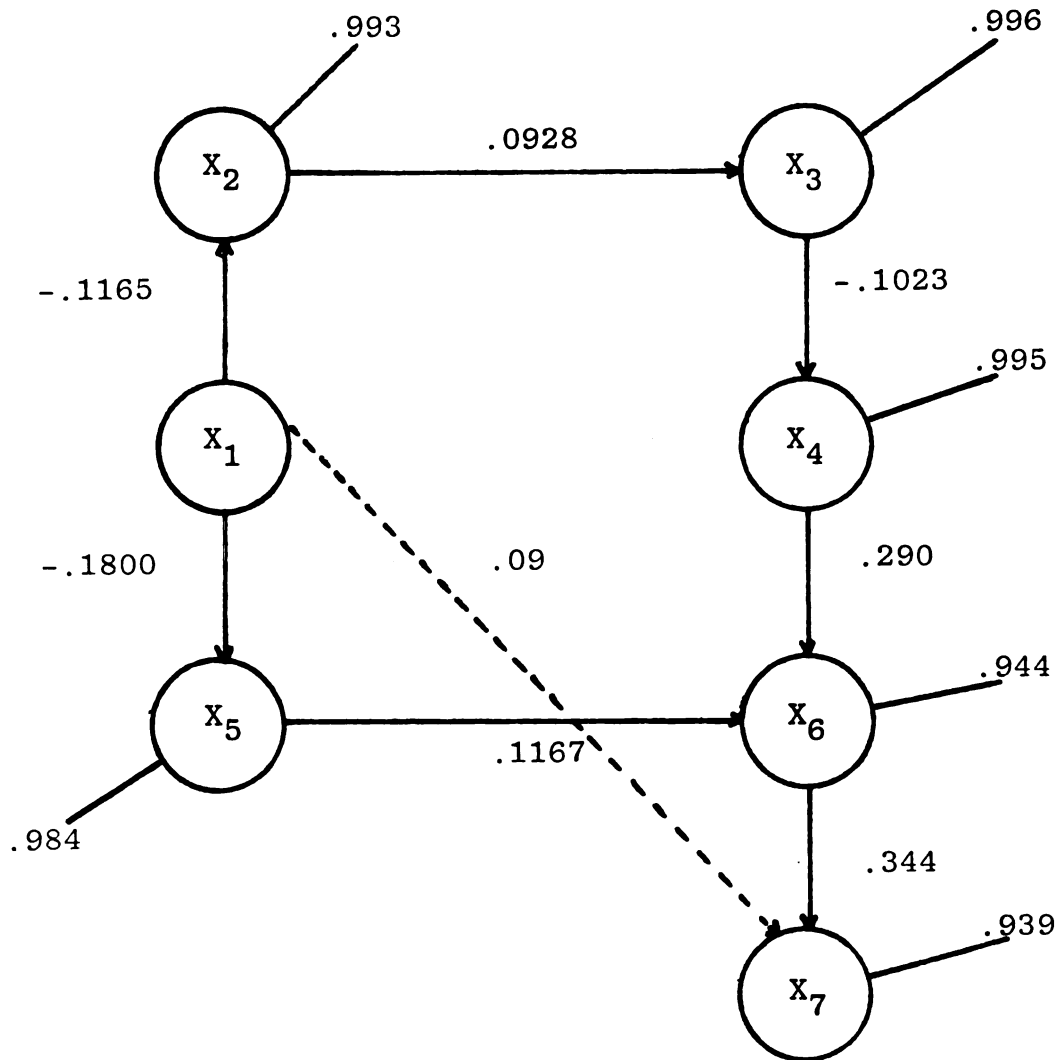 .993
.996
.0928
X2
X3
-.1165
-.1023
.995
X1
X4
-.1800
.09
.290
.944
X5
X6
.1167
.984
.344
.939
X7